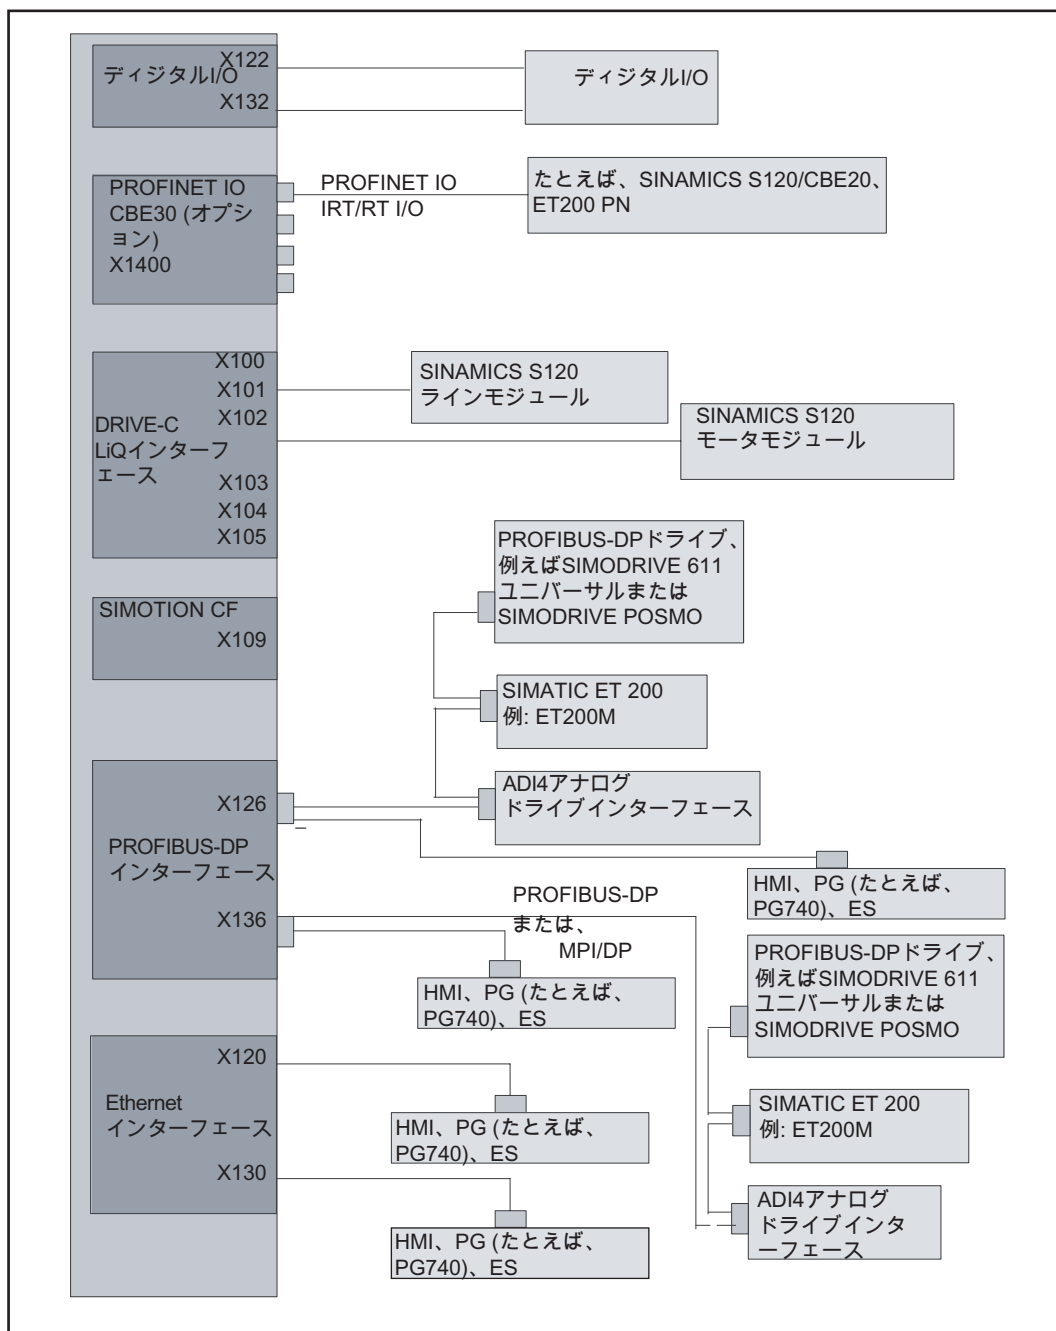 X122
ディジタルI/O
X132
ディジタルI/O
PROFINET IO
CBE30 (オプシ
ョン)
X1400
PROFINET IO
IRT/RT I/O
たとえば、SINAMICS S120/CBE20、
ET200 PN
X100
X101
X102
DRIVE-C
LiQインターフ
ェース
X103
X104
X105
SINAMICS S120
ラインモジュール
SINAMICS S120
モータモジュール
PROFIBUS-DPドライブ、
例えばSIMODRIVE 611
ユニバーサルまたは
SIMODRIVE POSMO
SIMOTION CF
X109
SIMATIC ET 200
例: ET200M
ADI4アナログ
ドライブインターフェース
X126
PROFIBUS-DP
インターフェース
X136
HMI、PG (たとえば、
PG740)、ES
PROFIBUS-DP
または、
MPI/DP
HMI、PG (たとえば、
PG740)、ES
PROFIBUS-DPドライブ、
例えばSIMODRIVE 611
ユニバーサルまたは
SIMODRIVE POSMO
X120
Ethernet
インターフェース
X130
HMI、PG (たとえば、
PG740)、ES
SIMATIC ET 200
例: ET200M
HMI、PG (たとえば、
PG740)、ES
ADI4アナログ
ドライブインタ
ーフェース